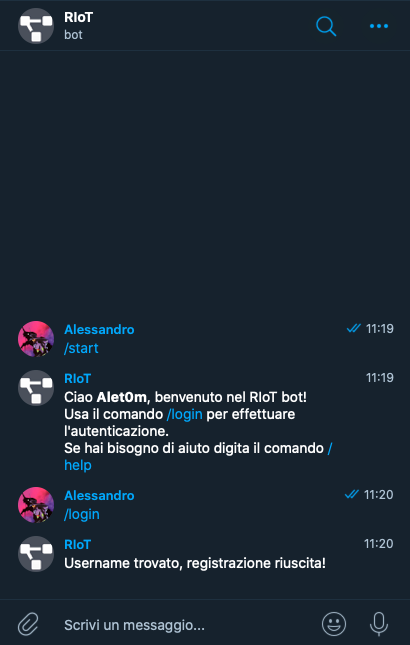 RIoT
bot
Alessandro
11:19
/start
RIoT
11:19
Ciao Alet0m, benvenuto nel RIoT bot!
Usa il comando /login per effettuare
l'autenticazione.
Se hai bisogno di aiuto digita il comando /
help
Alessandro
11:20
/login
RIoT
11:20
Username trovato, registrazione riuscita!
Scrivi un messaggio...